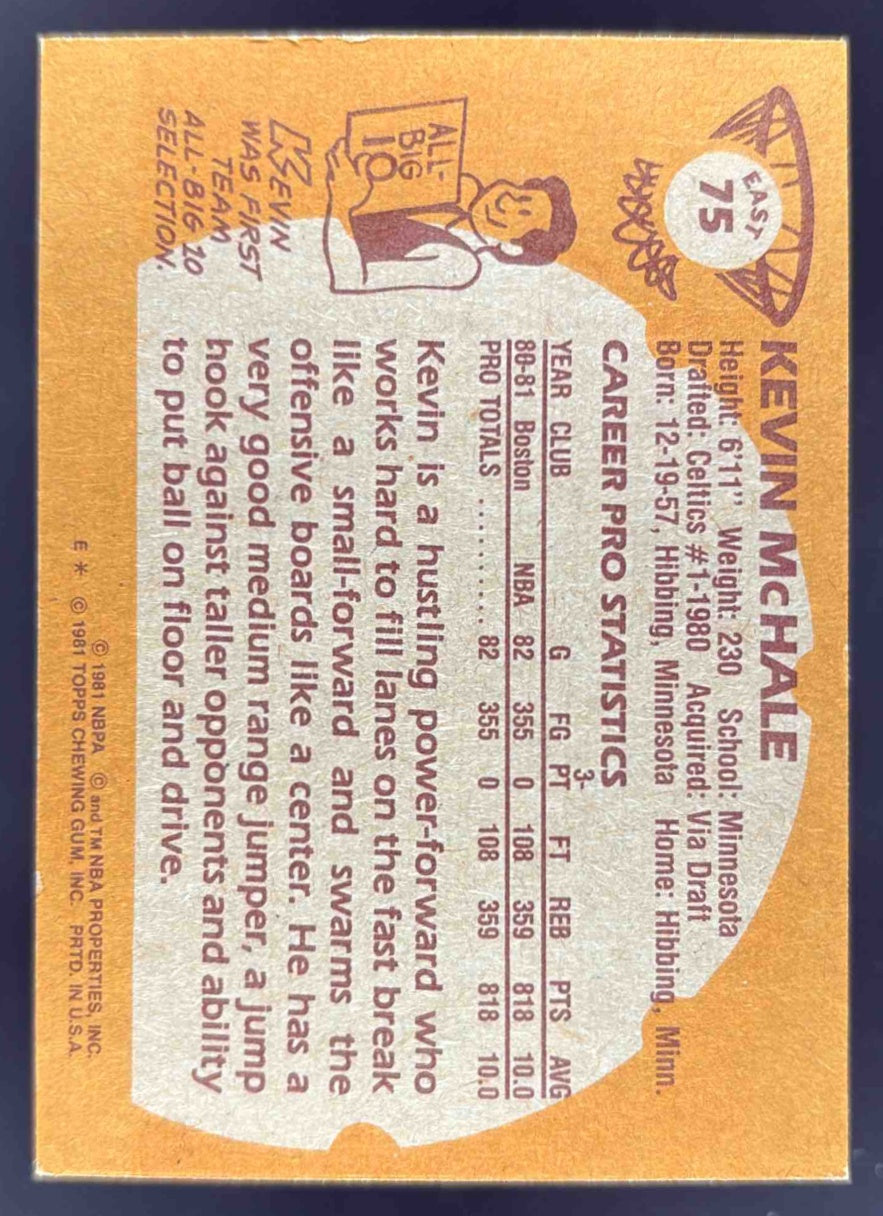 EAST
75
KEVIN McHALE
Height: 6'11" Weight: 230 School: Minnesota
Drafted: Celtics #1-1980 Acquired: Via Draft
Born: 12-19-57, Hibbing, Minnesota Home: Hibbing, Minn.
CAREER PRO STATISTICS
YEAR CLUB G FG 3-PT FT REB PTS AVG
80-81 Boston NBA 82 355 0 108 359 818 10.0
PRO TOTALS ........... 82 355 0 108 359 818 10.0
ALL-
BIG
10
KEVIN
WAS FIRST
TEAM
ALL-BIG 10
SELECTION.
Kevin is a hustling power-forward who
works hard to fill lanes on the fast break
like a small-forward and swarms the
offensive boards like a center. He has a
very good medium range jumper, a jump
hook against taller opponents and ability
to put ball on floor and drive.
© 1981 NBPA © and TM NBA PROPERTIES, INC.
E * © 1981 TOPPS CHEWING GUM, INC. PRTD. IN U.S.A.